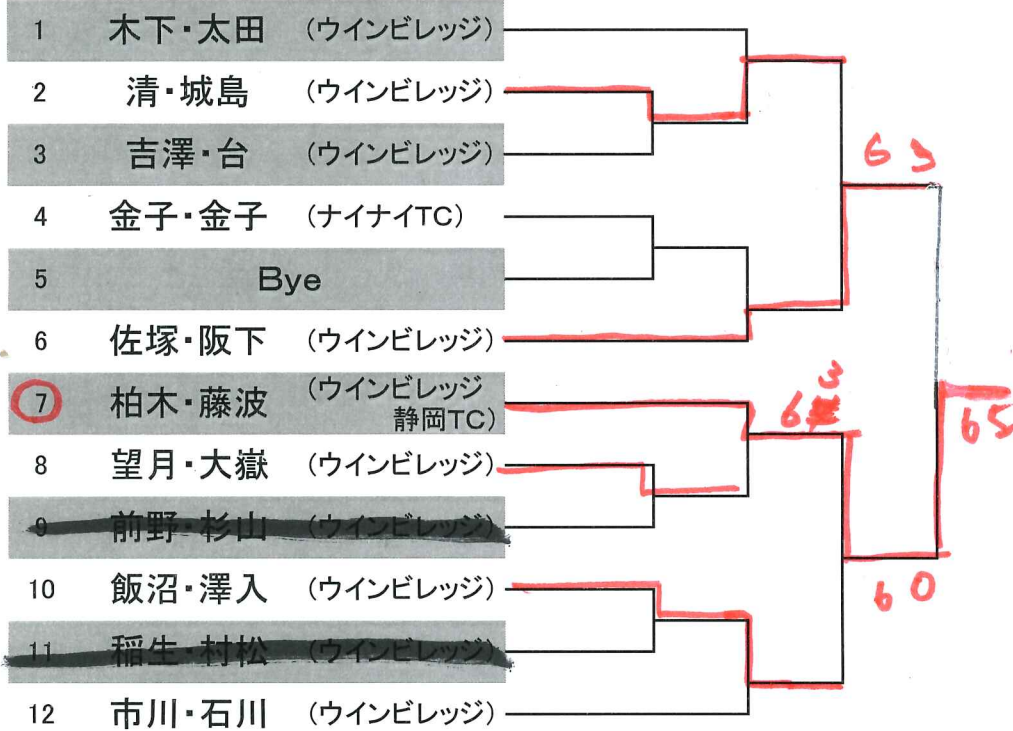 1 木下・太田 (ウインビレッジ)
2 清・城島 (ウインビレッジ)
3 吉澤・台 (ウインビレッジ)
63
4 金子・金子 (ナイナイTC)
5 Bye
6 佐塚・阪下 (ウインビレッジ)
7 柏木・藤波 (ウインビレッジ
静岡TC)
63
65
8 望月・大嶽 (ウインビレッジ)
9 前野・杉山 (ウインビレッジ)
10 飯沼・澤入 (ウインビレッジ)
60
11 稲生・村松 (ウインビレッジ)
12 市川・石川 (ウインビレッジ)